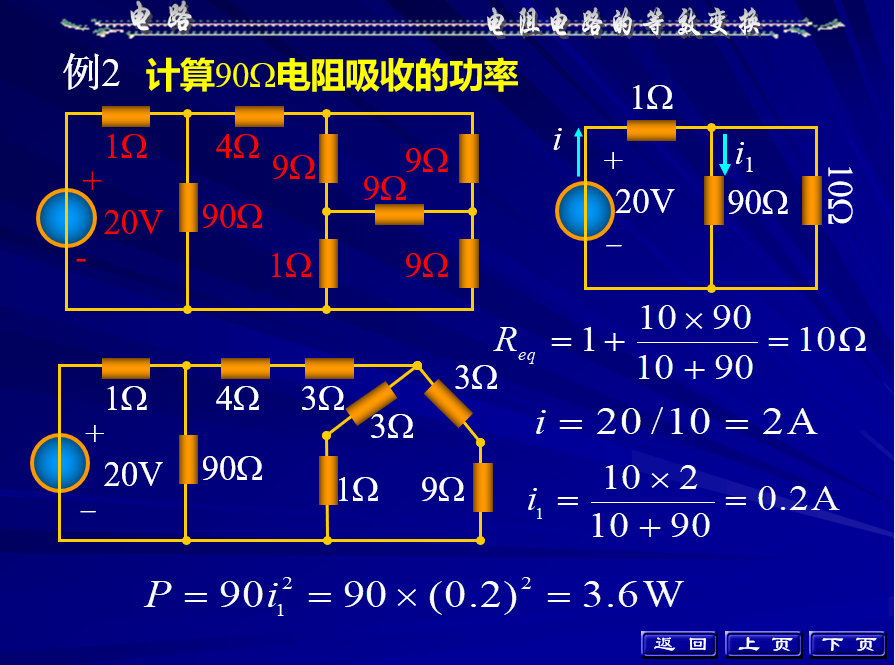 电路
电阻电路的等效变换
例2 计算90Ω电阻吸收的功率
1Ω 4Ω 9Ω 9Ω
9Ω
+
20V 90Ω
-
1Ω 9Ω
1Ω
i + i₁
20V 90Ω 10Ω
−
R_eq = 1 + (10 × 90)/(10 + 90) = 10Ω
1Ω 4Ω 3Ω 3Ω 3Ω
+
20V 90Ω 1Ω 9Ω
−
i = 20 / 10 = 2A
i₁ = (10 × 2)/(10 + 90) = 0.2A
P = 90i₁² = 90 × (0.2)² = 3.6W
返回 上页 下页